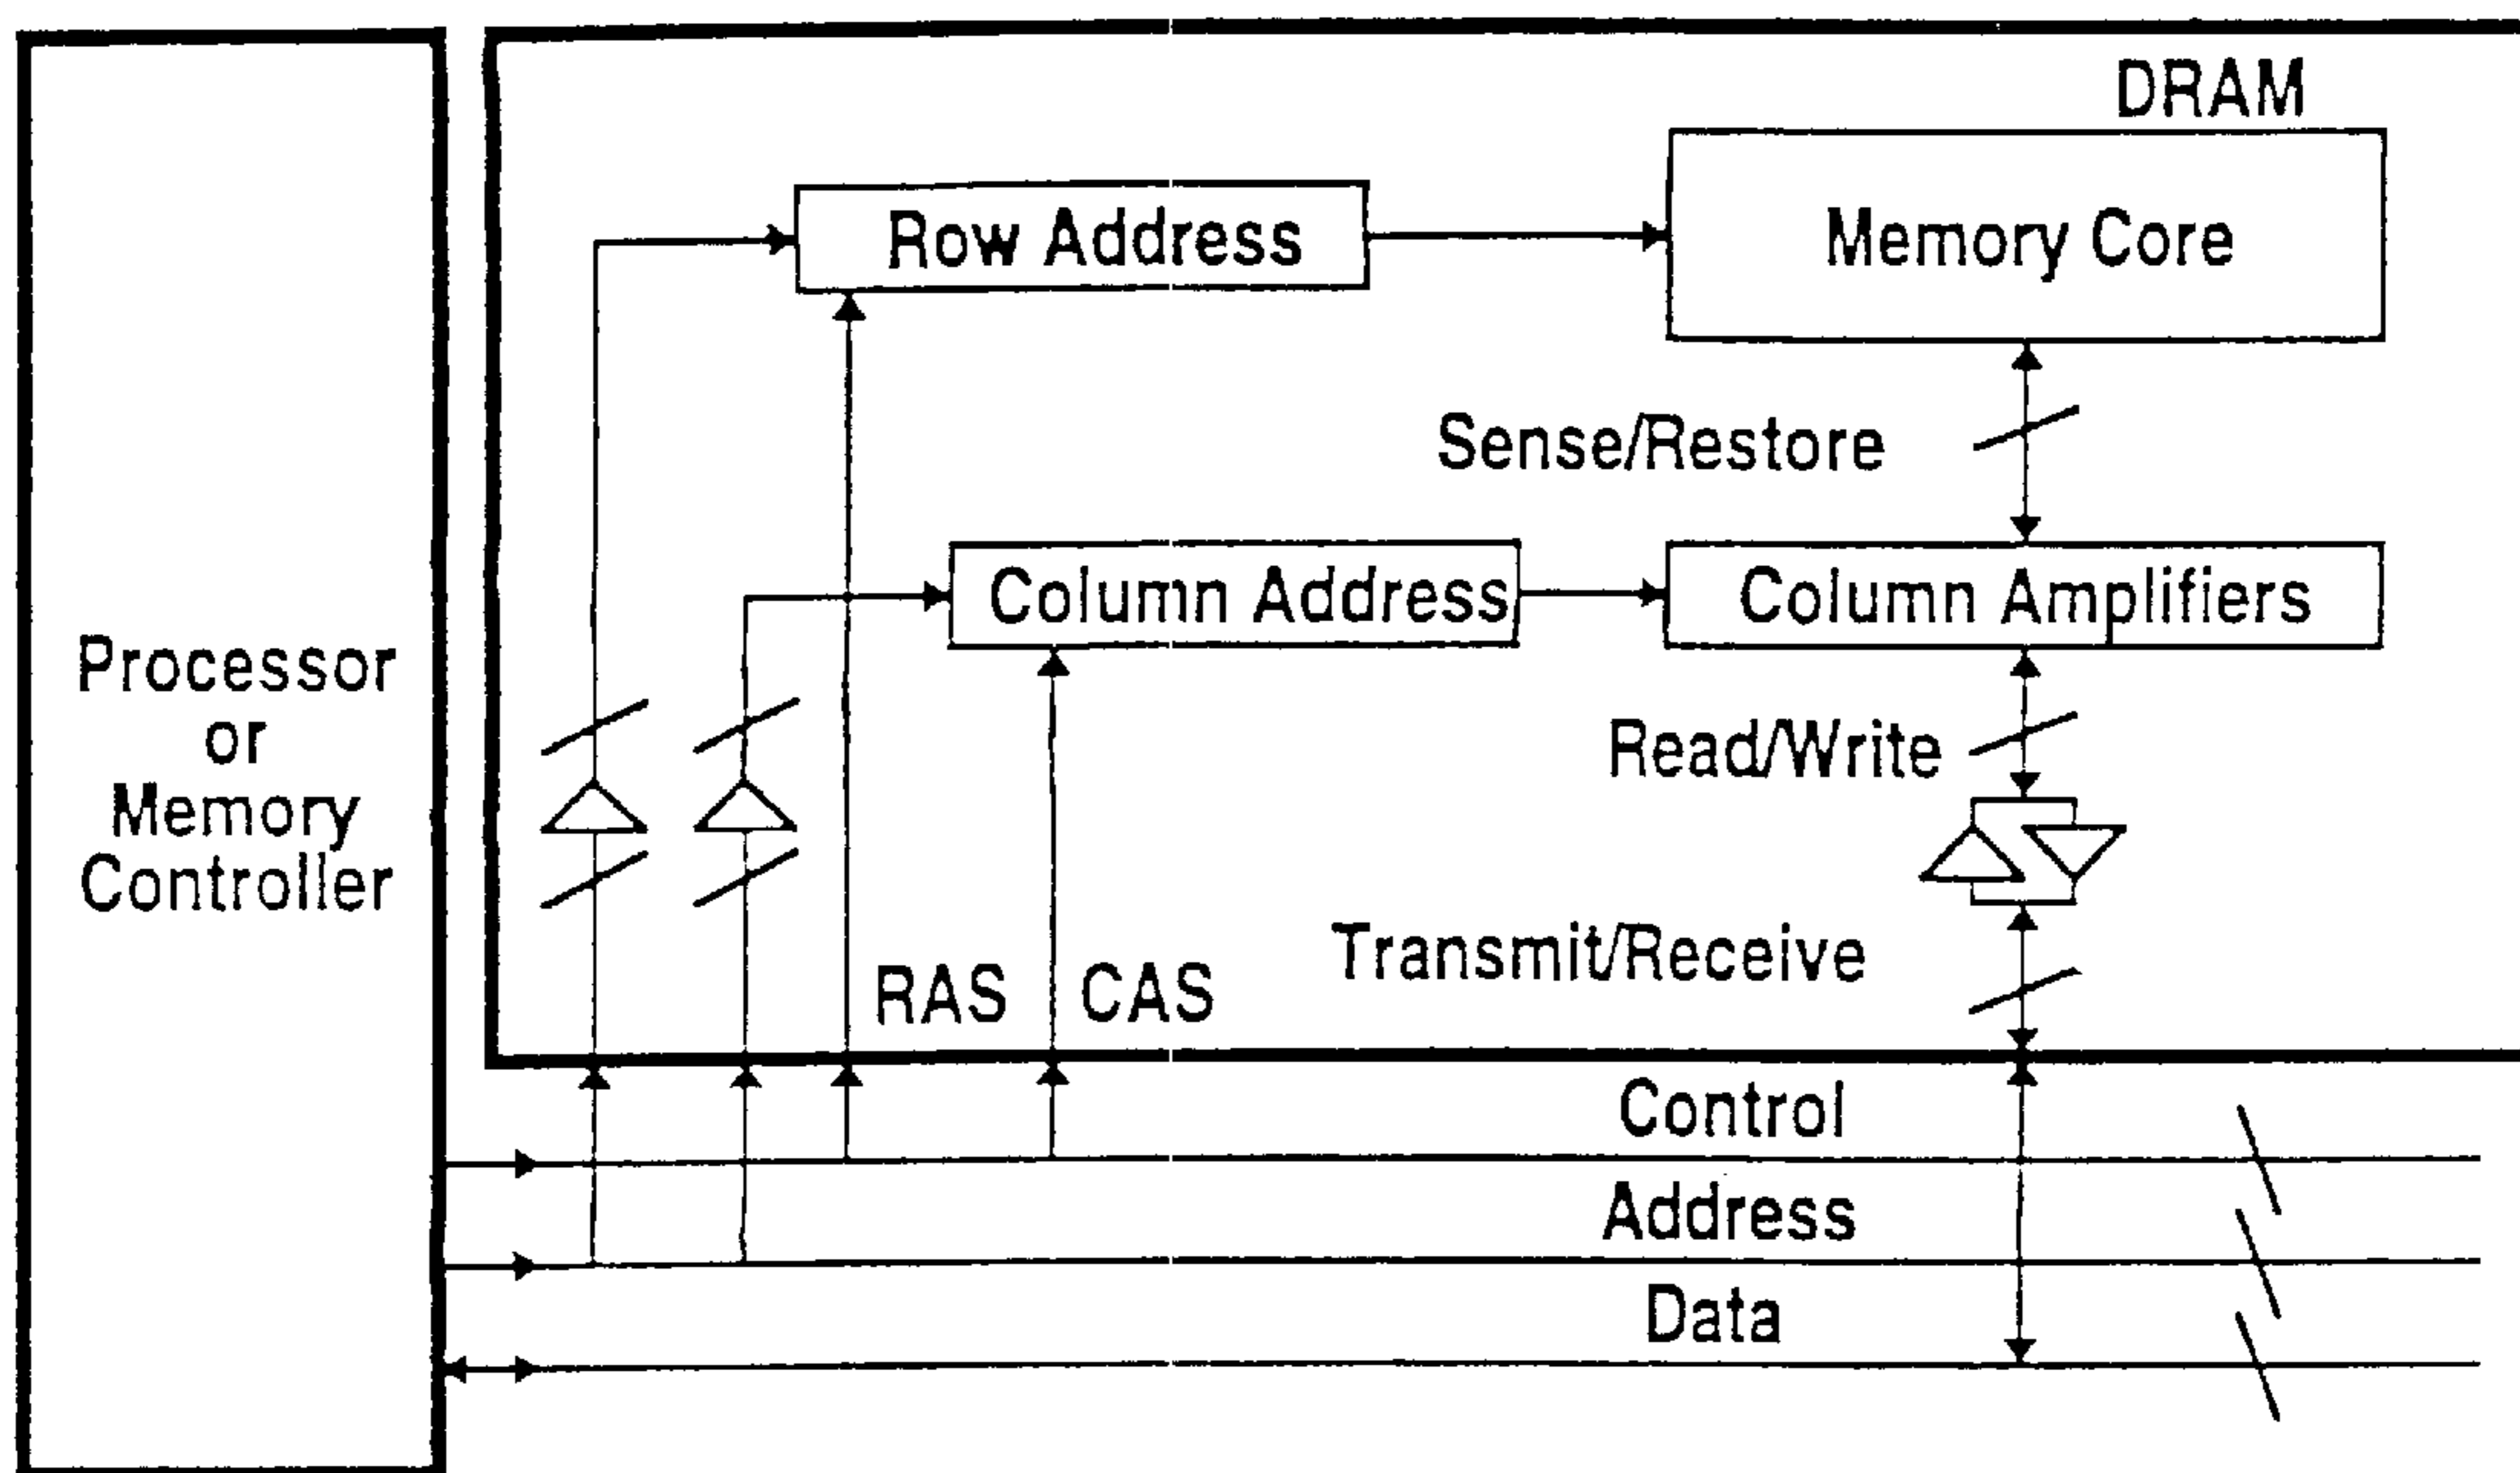 DRAM
Row Address
Memory Core
Sense/Restore
Column Address
Column Amplifiers
Processor
or
Memory
Controller
Read/Write
Transmit/Receive
RAS
CAS
Control
Address
Data